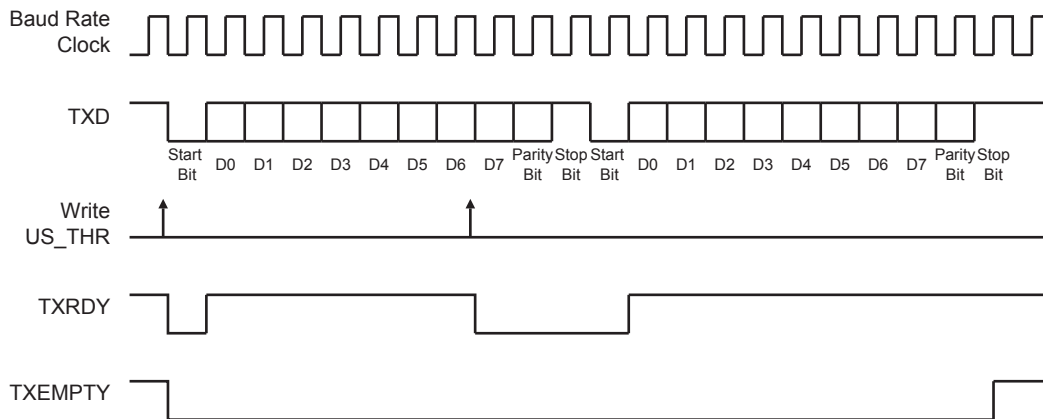 Baud Rate
Clock
TXD
Start
Bit
D0 D1 D2 D3 D4 D5 D6 D7
Parity
Bit
Stop
Bit
Start
Bit
D0 D1 D2 D3 D4 D5 D6 D7
Parity
Bit
Stop
Bit
Write
US_THR
TXRDY
TXEMPTY